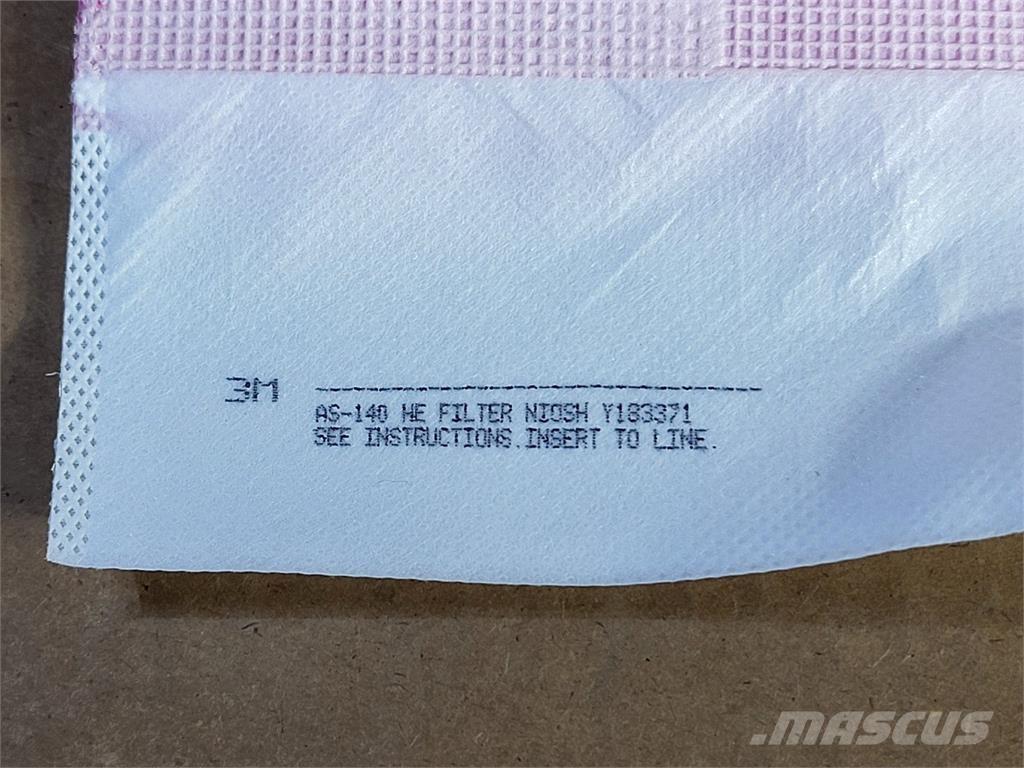 3M
AS-140 HE FILTER NIOSH Y183371
SEE INSTRUCTIONS. INSERT TO LINE.
MASCUS